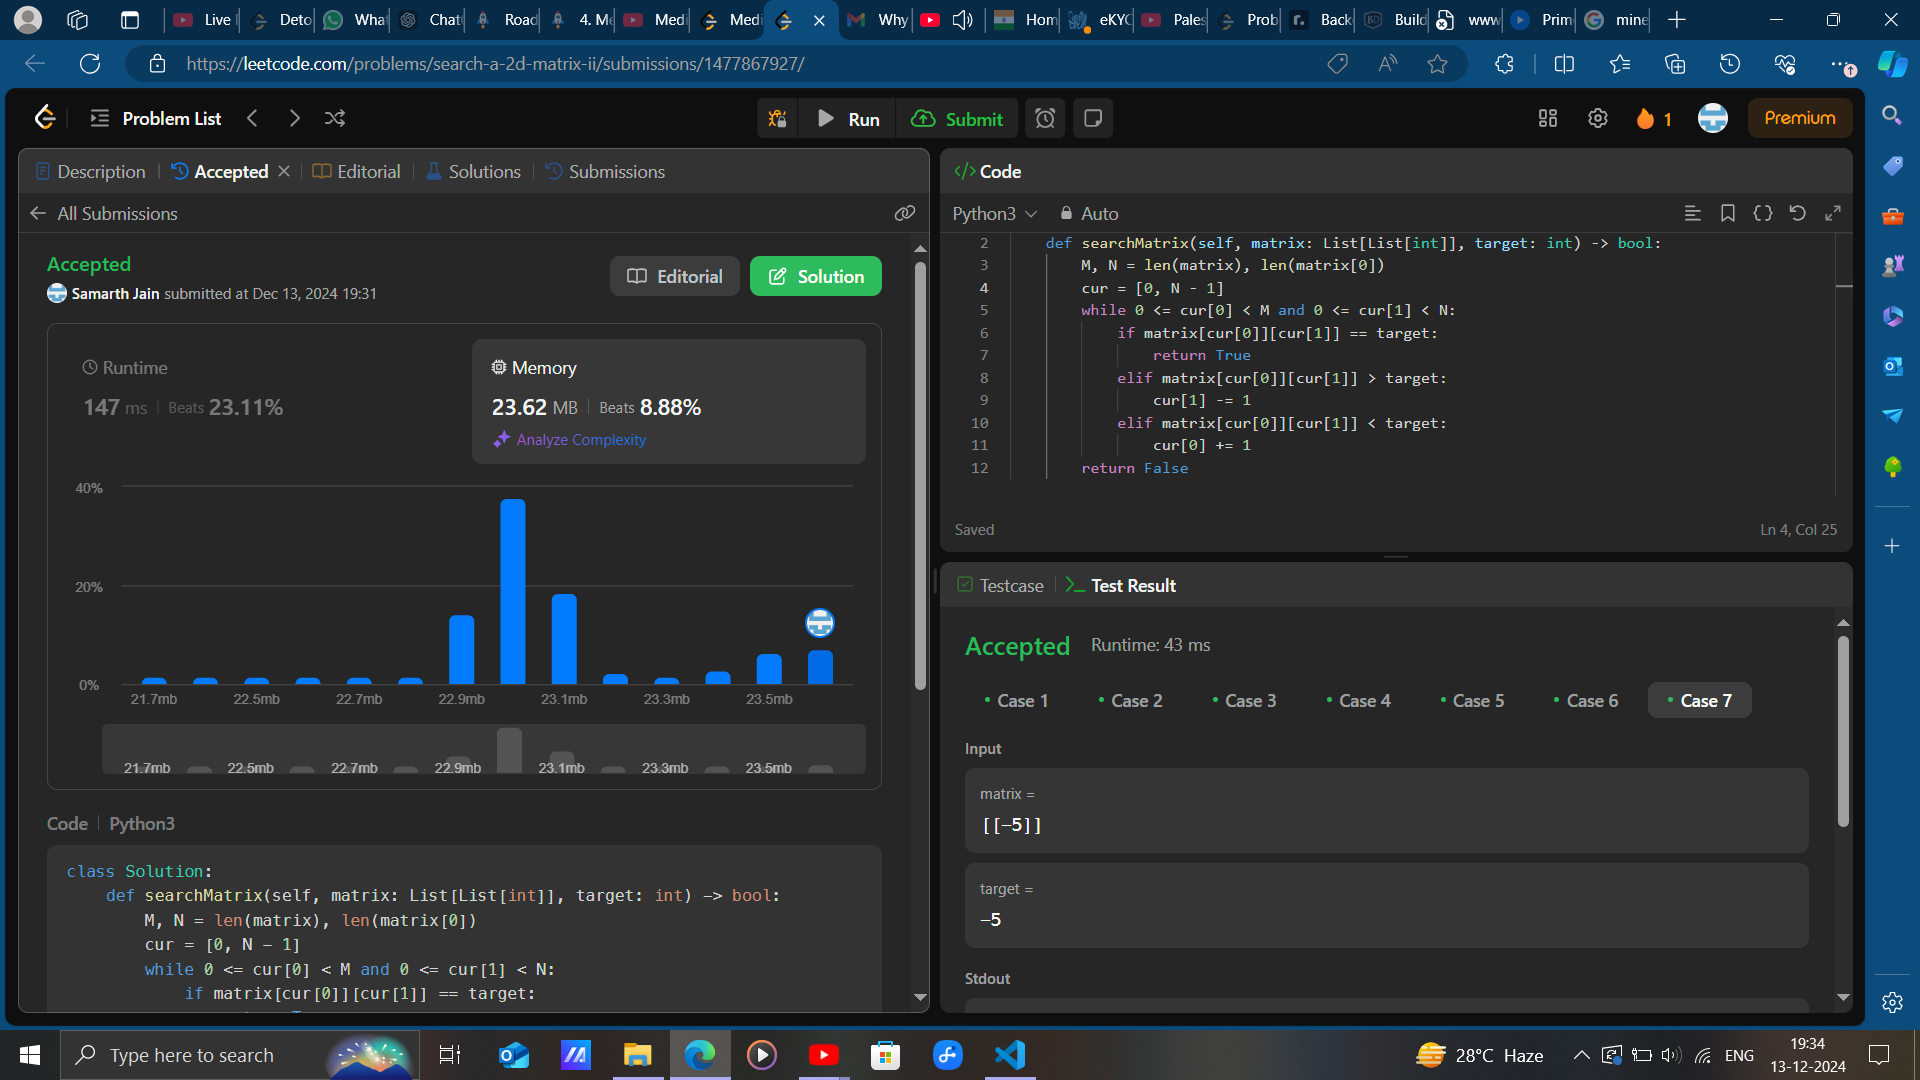 Live
Deto
What
Chat
Road
4. Me
Medi
Medi
Why
Hom
eKYC
Pales
Prob
Back
Build
www
Prim
mine
https://leetcode.com/problems/search-a-2d-matrix-ii/submissions/1477867927/
Problem List
Run
Submit
1
Premium
Description
Accepted
Editorial
Solutions
Submissions
All Submissions
Accepted
Samarth Jain submitted at Dec 13, 2024 19:31
Editorial
Solution
Runtime
147 ms | Beats 23.11%
Memory
23.62 MB | Beats 8.88%
Analyze Complexity
40%
20%
0%
21.7mb 22.5mb 22.7mb 22.9mb 23.1mb 23.3mb 23.5mb
21.7mb 22.5mb 22.7mb 22.9mb 23.1mb 23.3mb 23.5mb
Code | Python3
class Solution:
def searchMatrix(self, matrix: List[List[int]], target: int) -> bool:
M, N = len(matrix), len(matrix[0])
cur = [0, N - 1]
while 0 <= cur[0] < M and 0 <= cur[1] < N:
if matrix[cur[0]][cur[1]] == target:
</> Code
Python3
Auto
2 def searchMatrix(self, matrix: List[List[int]], target: int) -> bool:
3 M, N = len(matrix), len(matrix[0])
4 cur = [0, N - 1]
5 while 0 <= cur[0] < M and 0 <= cur[1] < N:
6 if matrix[cur[0]][cur[1]] == target:
7 return True
8 elif matrix[cur[0]][cur[1]] > target:
9 cur[1] -= 1
10 elif matrix[cur[0]][cur[1]] < target:
11 cur[0] += 1
12 return False
Saved
Ln 4, Col 25
Testcase
Test Result
Accepted Runtime: 43 ms
Case 1
Case 2
Case 3
Case 4
Case 5
Case 6
Case 7
Input
matrix =
[[-5]]
target =
-5
Stdout
Type here to search
28°C Haze
ENG
19:34
13-12-2024